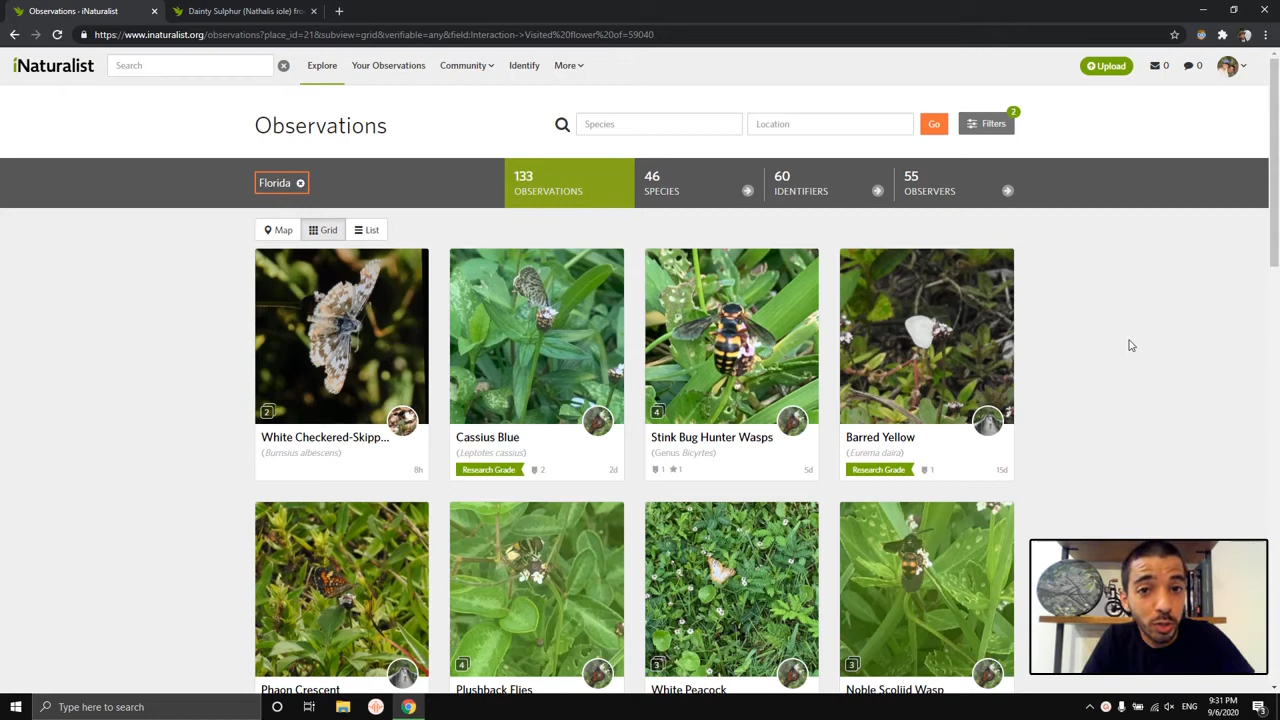 Observations - iNaturalist
Dainty Sulphur (Nathalis iole) fro
https://www.inaturalist.org/observations?place_id=21&subview=grid&verifiable=any&field:Interaction->Visited%20flower%20of=59040
iNaturalist
Search
Explore
Your Observations
Community
Identify
More
Upload
0
0
Observations
Species
Location
Go
Filters
2
Florida
133
OBSERVATIONS
46
SPECIES
60
IDENTIFIERS
55
OBSERVERS
Map
Grid
List
2
White Checkered-Skipp...
(Burnsius albescens)
8h
Cassius Blue
(Leptotes cassius)
Research Grade
2
2d
4
Stink Bug Hunter Wasps
(Genus Bicyrtes)
1
1
5d
Barred Yellow
(Eurema daira)
Research Grade
1
15d
Phaon Crescent
4
Plushback Flies
3
White Peacock
3
Noble Scoliid Wasp
Type here to search
ENG
9:31 PM
9/6/2020
3